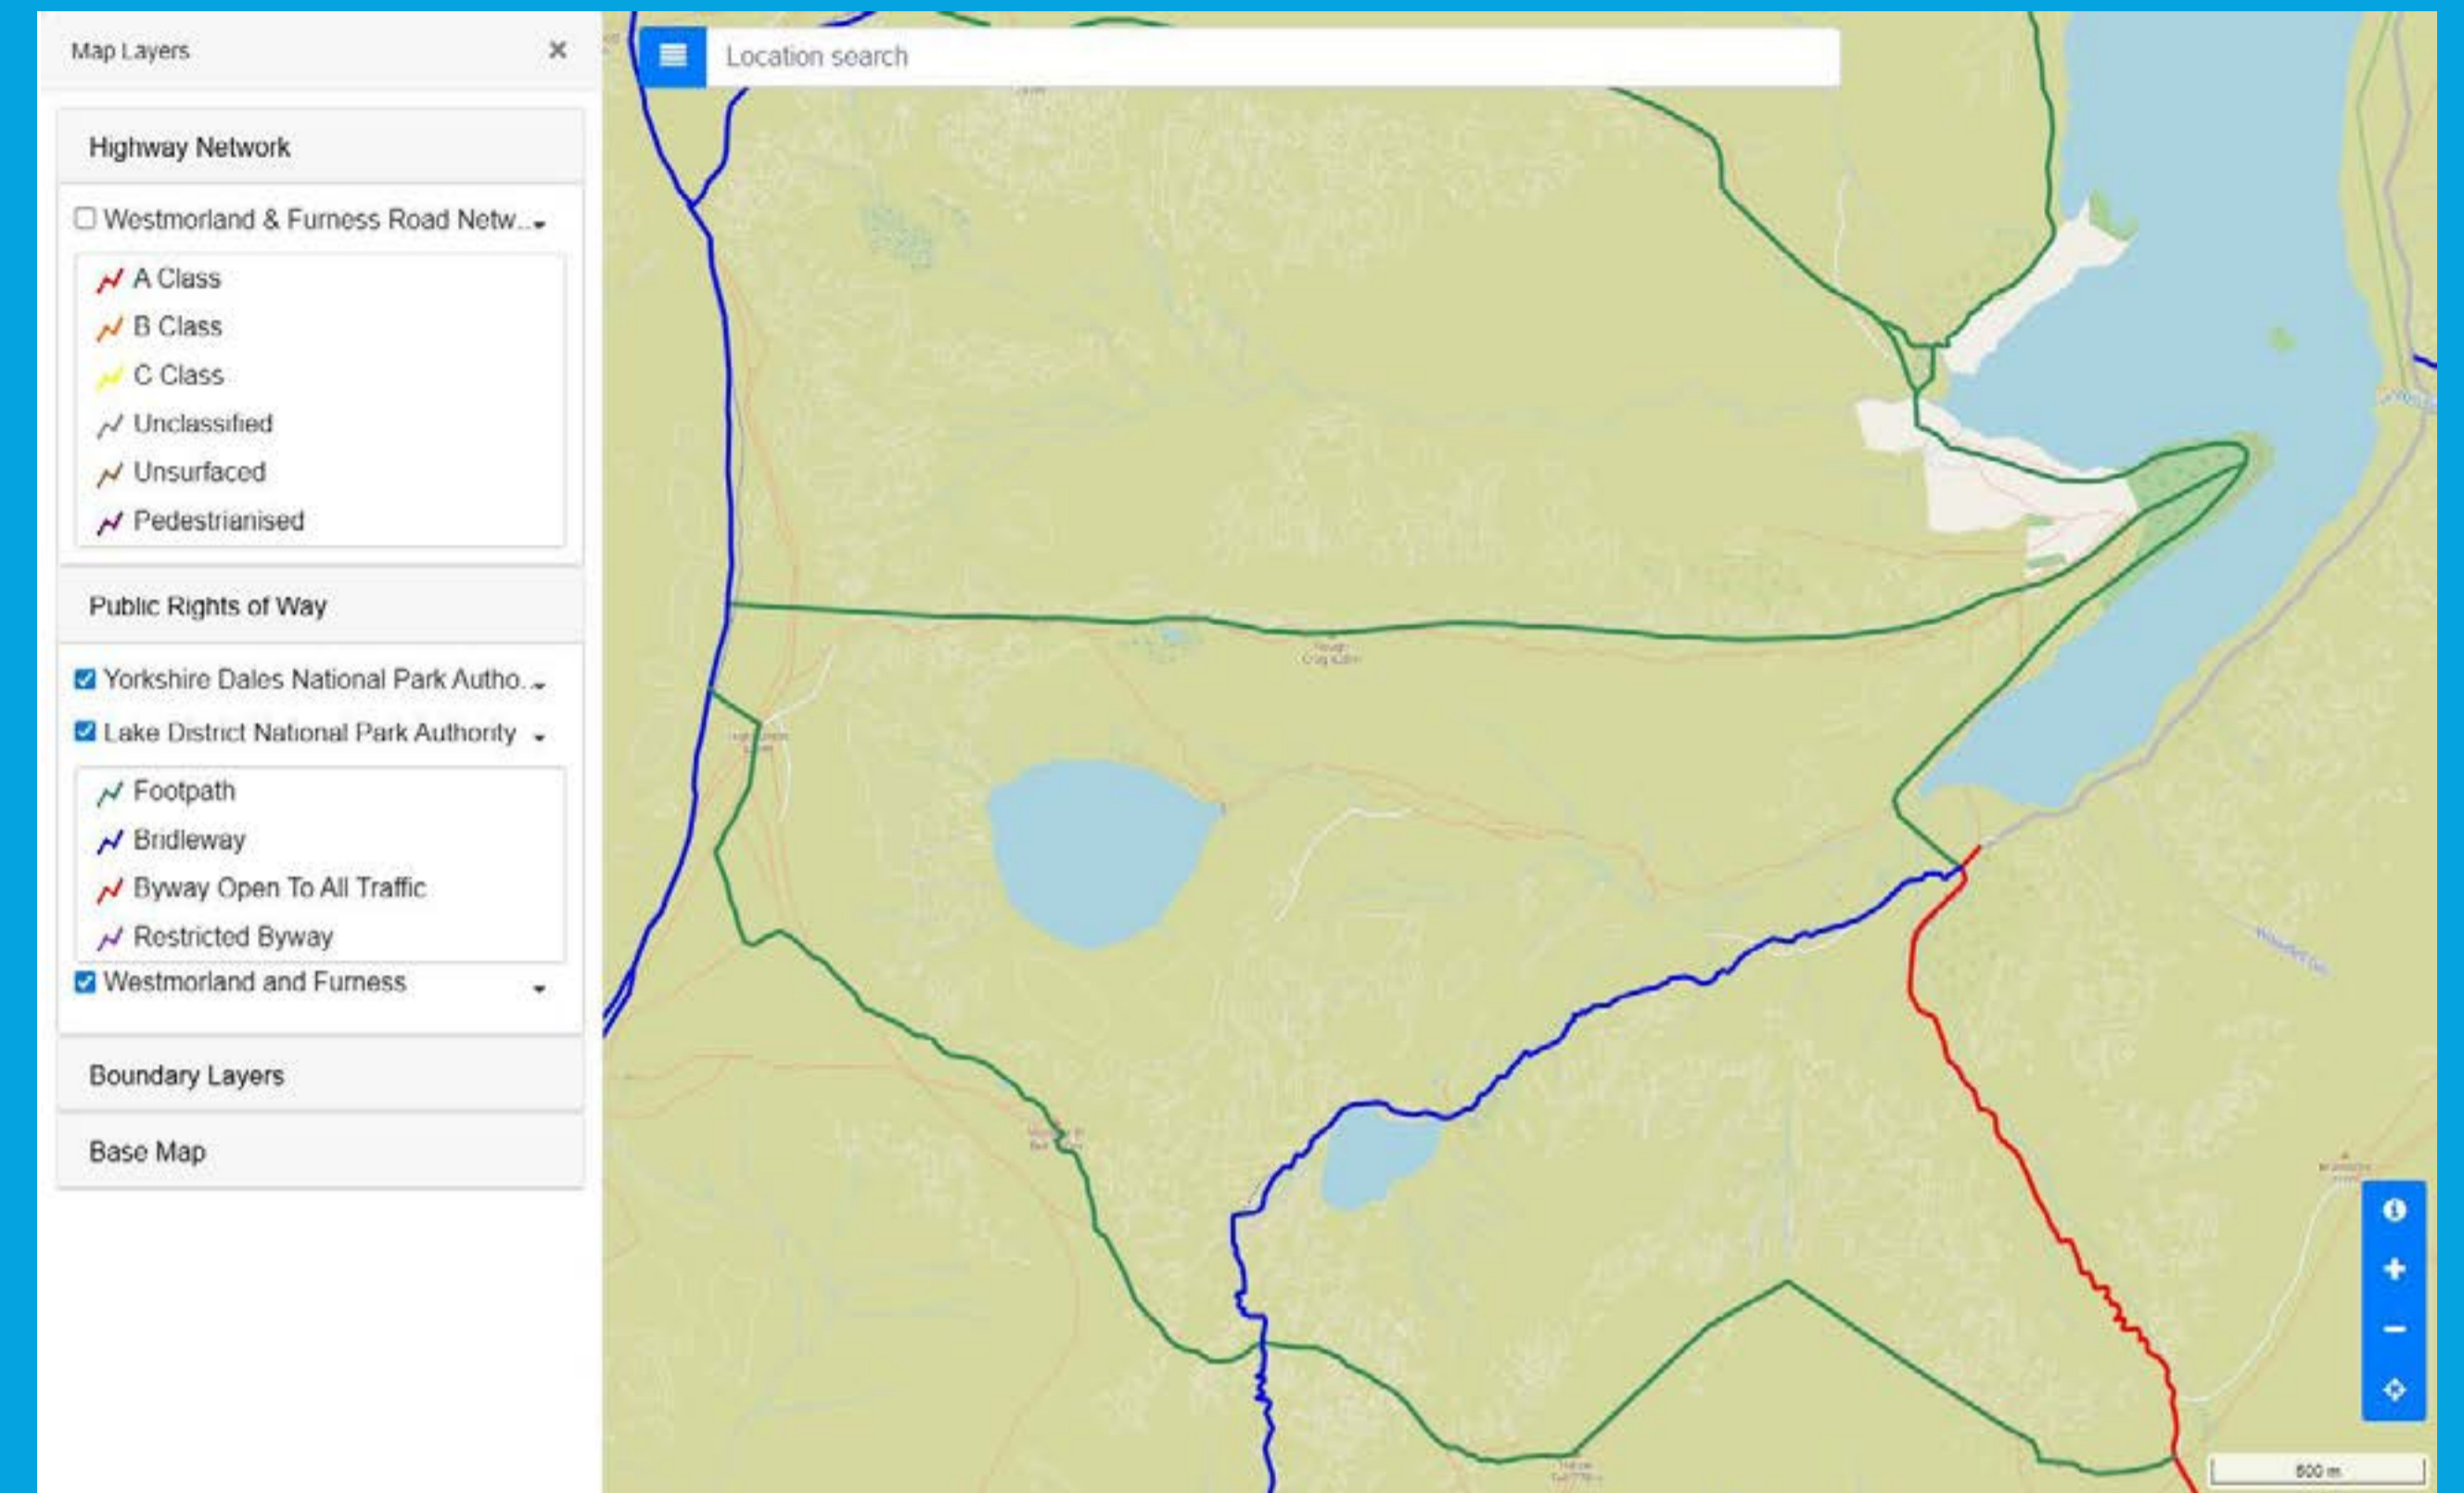 Map Layers ×
Location search
Highway Network
Westmorland & Furness Road Netw...
A Class
B Class
C Class
Unclassified
Unsurfaced
Pedestrianised
Public Rights of Way
Yorkshire Dales National Park Autho...
Lake District National Park Authority
Footpath
Bridleway
Byway Open To All Traffic
Restricted Byway
Westmorland and Furness
Boundary Layers
Base Map